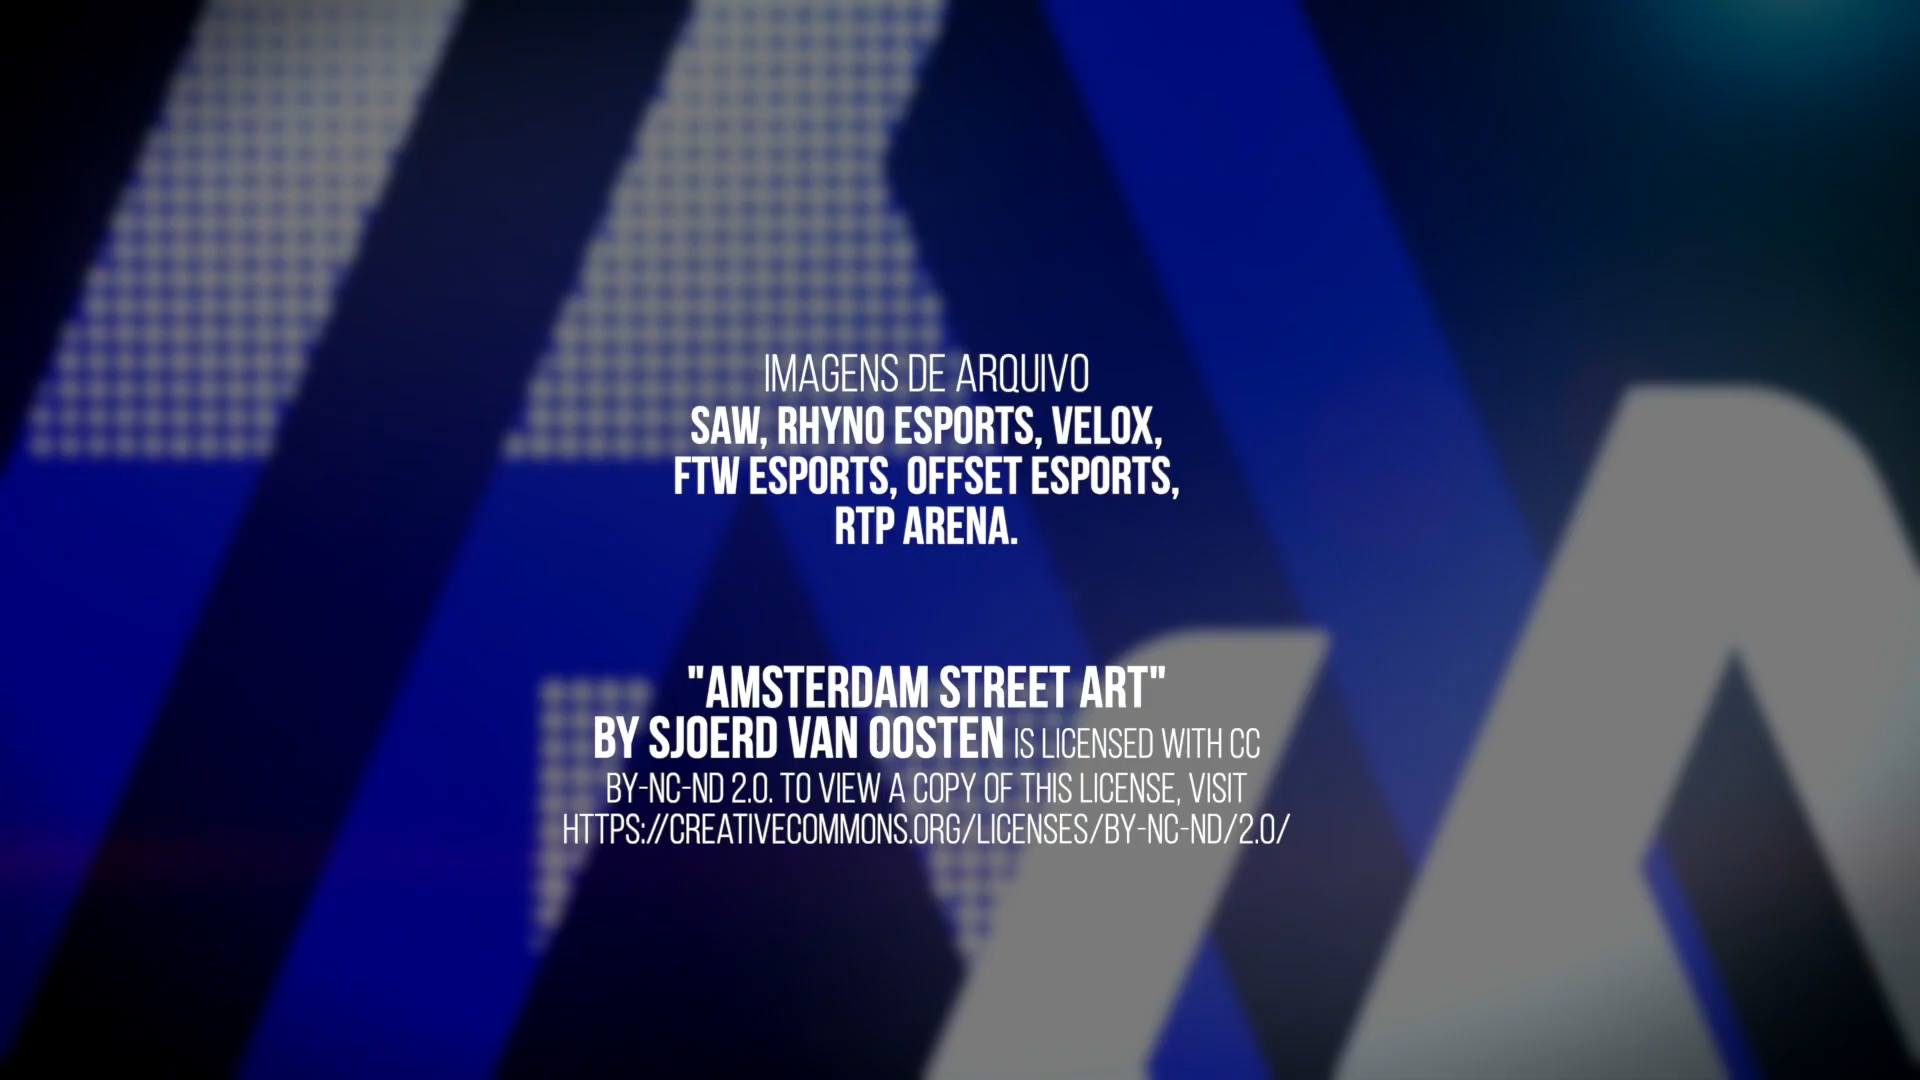 IMAGENS DE ARQUIVO
SAW, RHYNO ESPORTS, VELOX,
FTW ESPORTS, OFFSET ESPORTS,
RTP ARENA.
"AMSTERDAM STREET ART"
BY SJOERD VAN OOSTEN IS LICENSED WITH CC
BY-NC-ND 2.0. TO VIEW A COPY OF THIS LICENSE, VISIT
HTTPS://CREATIVECOMMONS.ORG/LICENSES/BY-NC-ND/2.0/